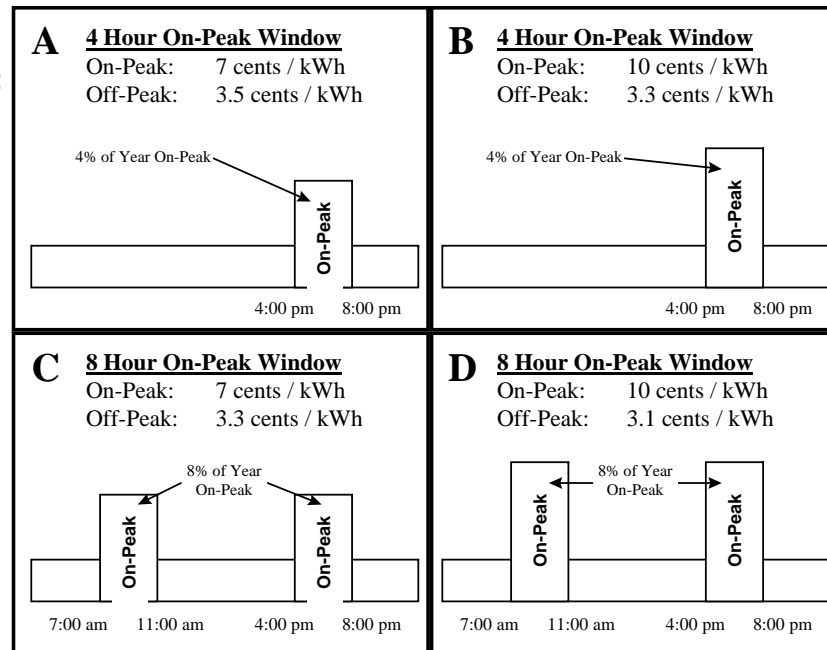 A 4 Hour On-Peak Window
On-Peak: 7 cents / kWh
Off-Peak: 3.5 cents / kWh
4% of Year On-Peak
On-Peak
4:00 pm 8:00 pm
B 4 Hour On-Peak Window
On-Peak: 10 cents / kWh
Off-Peak: 3.3 cents / kWh
4% of Year On-Peak
On-Peak
4:00 pm 8:00 pm
C 8 Hour On-Peak Window
On-Peak: 7 cents / kWh
Off-Peak: 3.3 cents / kWh
8% of Year
On-Peak
On-Peak
On-Peak
7:00 am 11:00 am 4:00 pm 8:00 pm
D 8 Hour On-Peak Window
On-Peak: 10 cents / kWh
Off-Peak: 3.1 cents / kWh
8% of Year
On-Peak
On-Peak
On-Peak
7:00 am 11:00 am 4:00 pm 8:00 pm